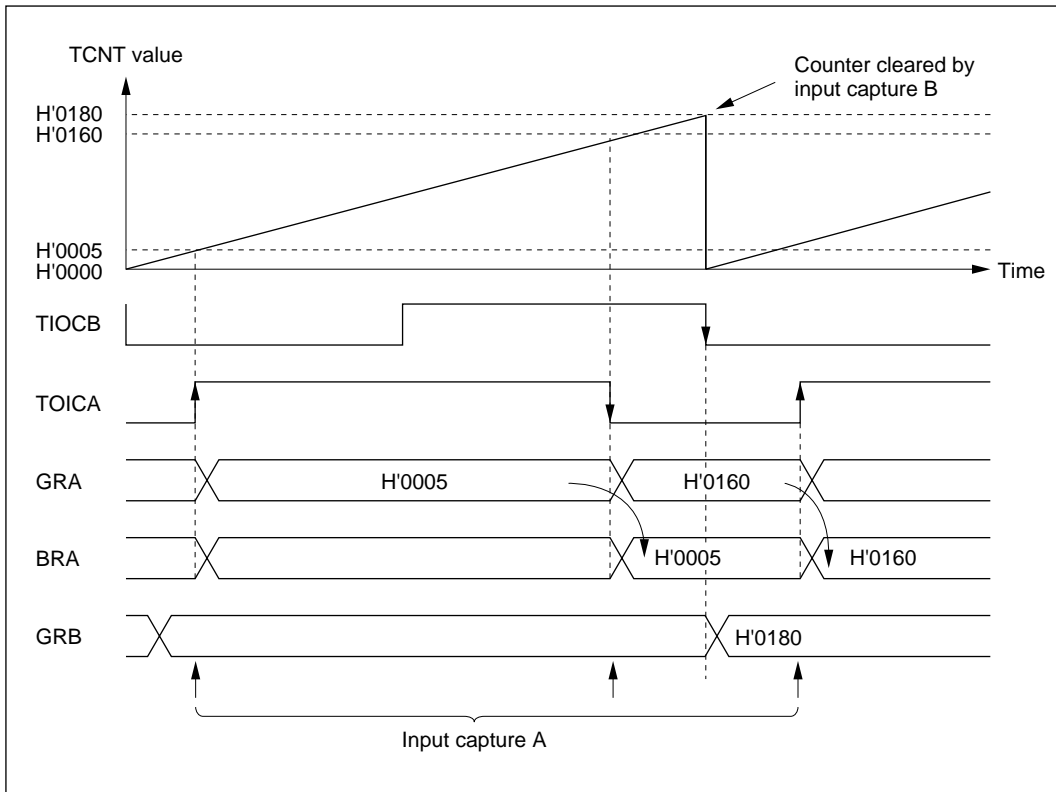 TCNT value
Counter cleared by
input capture B
H'0180
H'0160
H'0005
H'0000
Time
TIOCB
TOICA
GRA
H'0005
H'0160
BRA
H'0005
H'0160
GRB
H'0180
Input capture A